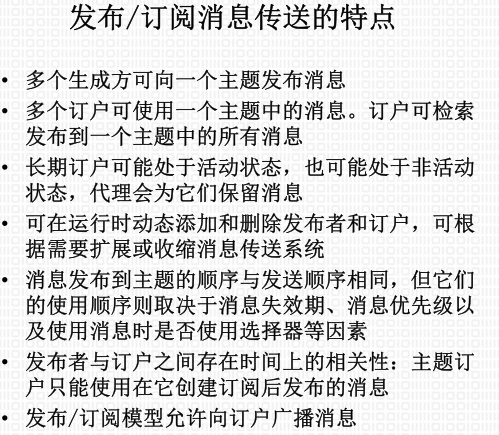 发布/订阅消息传送的特点
• 多个生成方可向一个主题发布消息
• 多个订户可使用一个主题中的消息。订户可检索
发布到一个主题中的所有消息
• 长期订户可能处于活动状态，也可能处于非活动
状态，代理会为它们保留消息
• 可在运行时动态添加和删除发布者和订户，可根
据需要扩展或收缩消息传送系统
• 消息发布到主题的顺序与发送顺序相同，但它们
的使用顺序则取决于消息失效期、消息优先级以
及使用消息时是否使用选择器等因素
• 发布者与订户之间存在时间上的相关性：主题订
户只能使用在它创建订阅后发布的消息
• 发布/订阅模型允许向订户广播消息